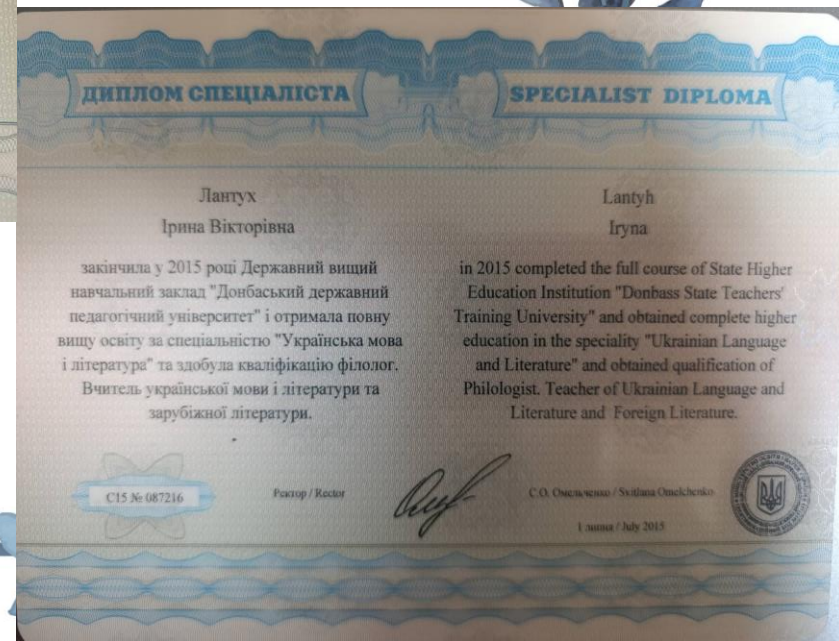 ДИПЛОМ СПЕЦІАЛІСТА
Лантух
Ірина Вікторівна
закінчила у 2015 році Державний вищий
навчальний заклад "Донбаський державний
педагогічний університет" і отримала повну
вищу освіту за спеціальністю "Українська мова
і література" та здобула кваліфікацію філолог.
Вчитель української мови і літератури та
зарубіжної літератури.
SPECIALIST DIPLOMA
Lantyh
Iryna
in 2015 completed the full course of State Higher
Education Institution "Donbass State Teachers'
Training University" and obtained complete higher
education in the speciality "Ukrainian Language
and Literature" and obtained qualification of
Philologist. Teacher of Ukrainian Language and
Literature and Foreign Literature.
С15 № 087216
Ректор / Rector
С.О. Омельченко / Svitlana Omelchenko
1 липня / July 2015